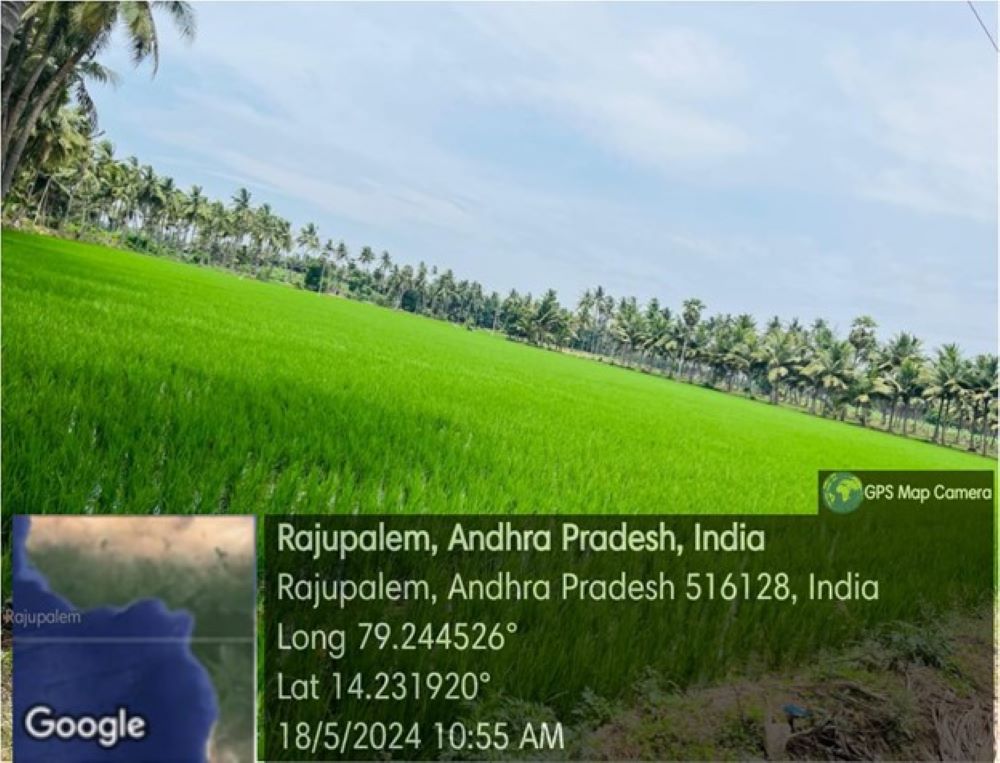 GPS Map Camera
Rajupalem, Andhra Pradesh, India
Rajupalem, Andhra Pradesh 516128, India
Long 79.244526°
Lat 14.231920°
18/5/2024 10:55 AM
Rajupalem
Google